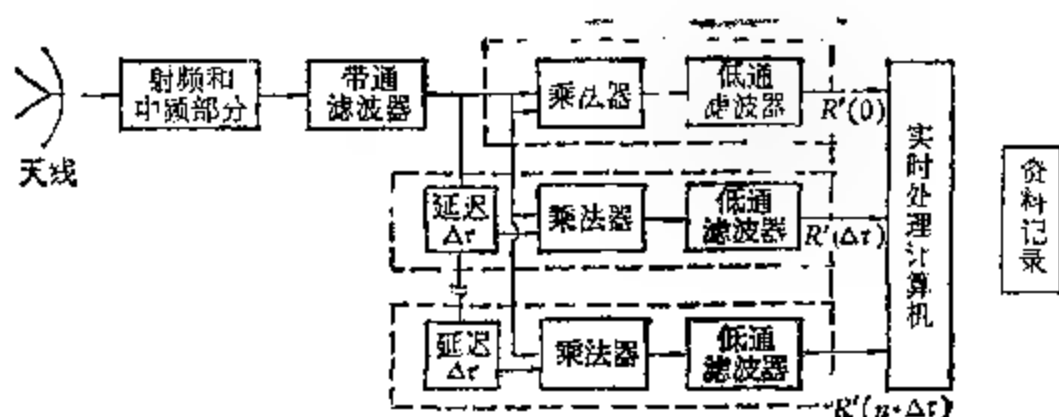 天线
射频和
中频部分
带通
滤波器
乘法器
低通
滤波器
R'(0)
延迟
Δτ
乘法器
低通
滤波器
R'(Δτ)
延迟
Δτ
乘法器
低通
滤波器
R'(n·Δτ)
实时处理计算机
资料记录